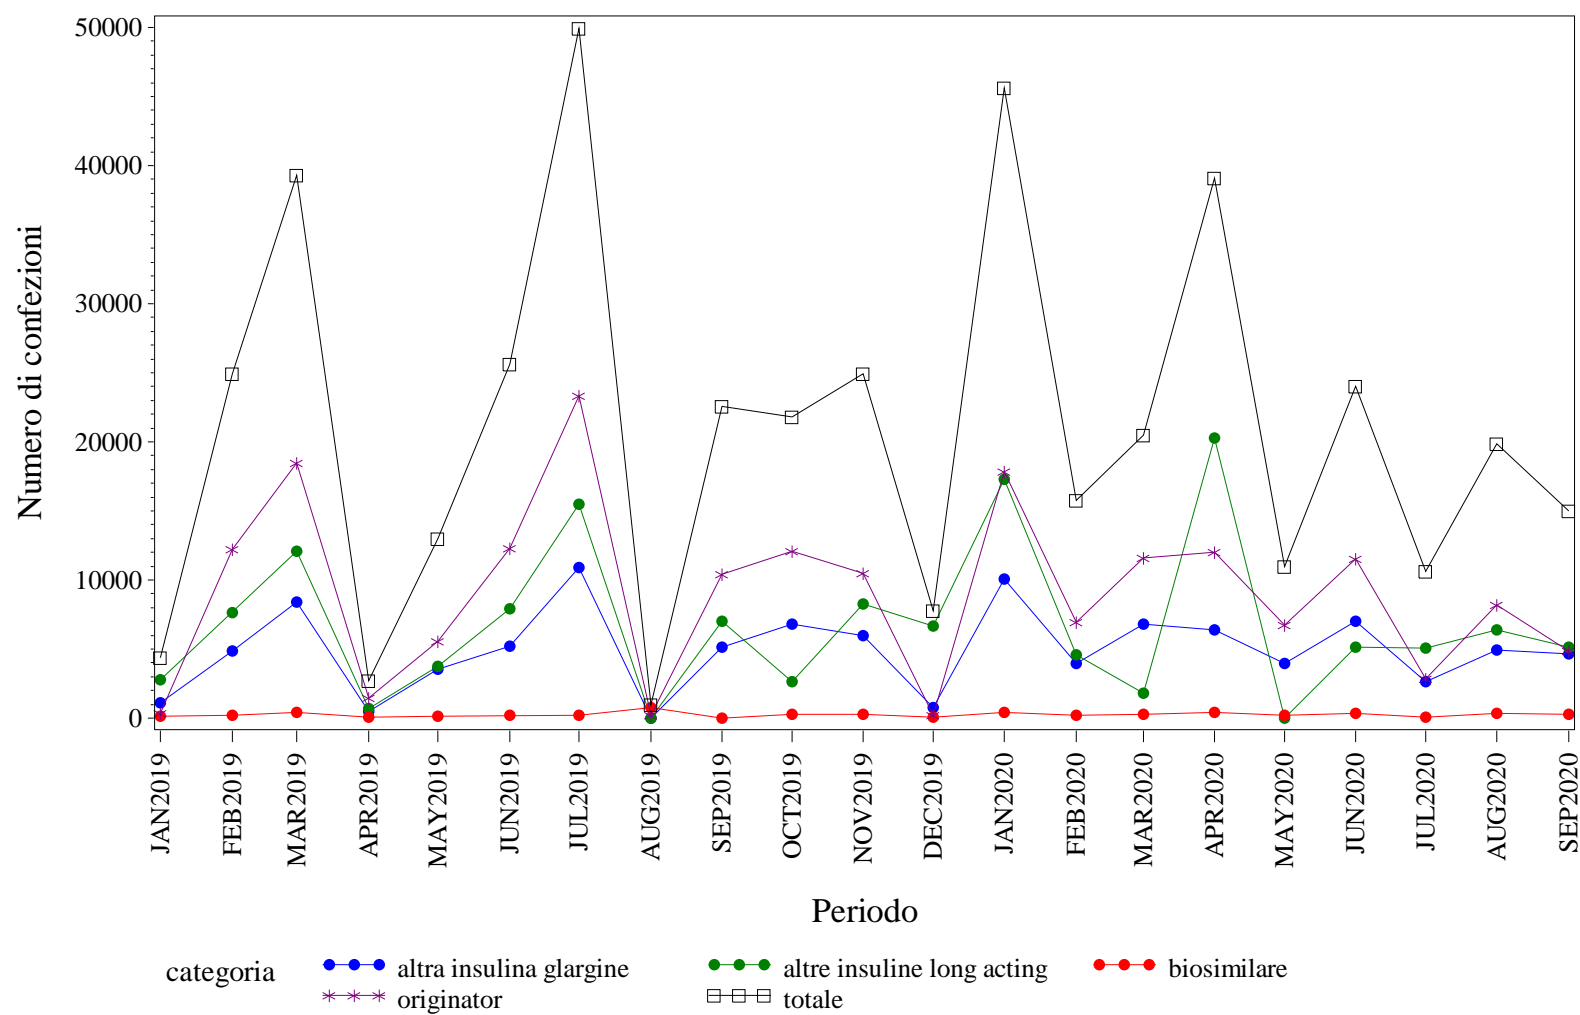 50000
40000
30000
20000
10000
0
Numero di confezioni
JAN2019
FEB2019
MAR2019
APR2019
MAY2019
JUN2019
JUL2019
AUG2019
SEP2019
OCT2019
NOV2019
DEC2019
JAN2020
FEB2020
MAR2020
APR2020
MAY2020
JUN2020
JUL2020
AUG2020
SEP2020
Periodo
categoria altra insulina glargine altre insuline long acting biosimilare
originator totale